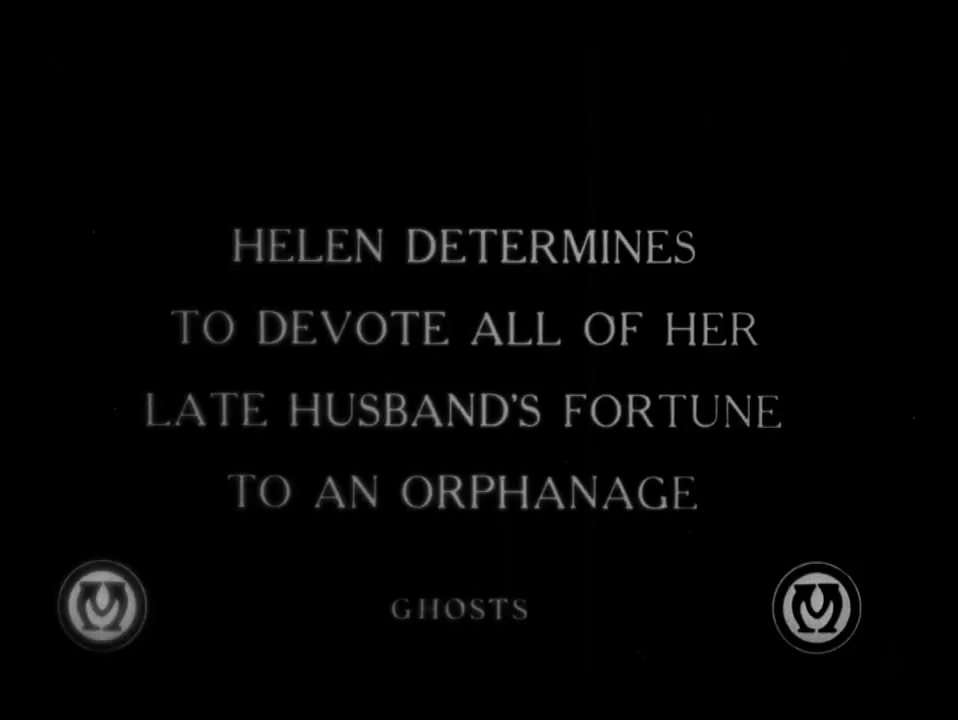 HELEN DETERMINES
TO DEVOTE ALL OF HER
LATE HUSBAND'S FORTUNE
TO AN ORPHANAGE
GHOSTS